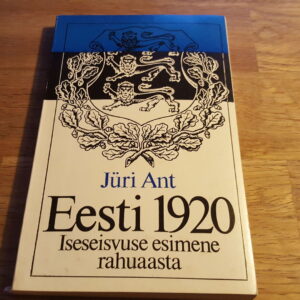 Jüri Ant
Eesti 1920
Iseseisvuse esimene
rahuaasta